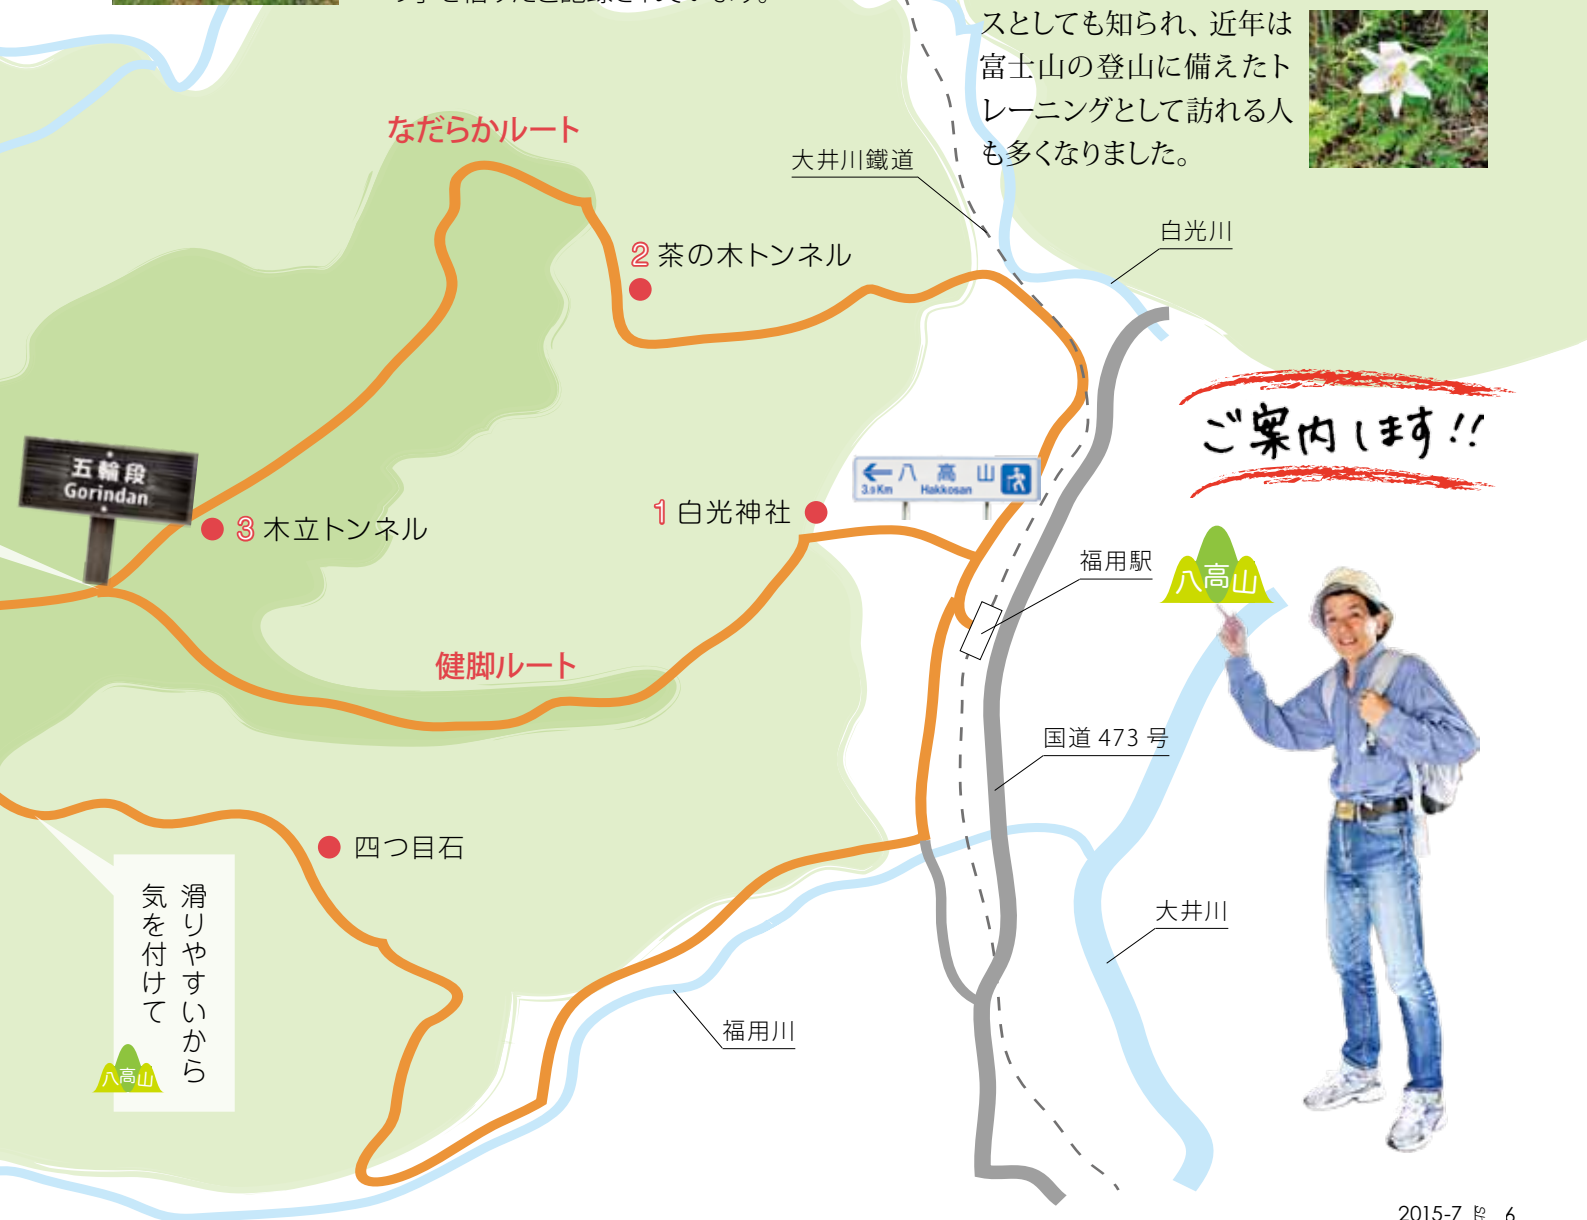 スとしても知られ、近年は
富士山の登山に備えたト
レーニングとして訪れる人
も多くなりました。
なだらかルート
大井川鐵道
白光川
2 茶の木トンネル
ご案内します!!
五輪段
Gorindan
八高山
3.9Km Hakkosan
1 白光神社
3 木立トンネル
福用駅
八高山
健脚ルート
国道 473 号
四つ目石
滑りやすいから
気を付けて
八高山
大井川
福用川
2015-7
6